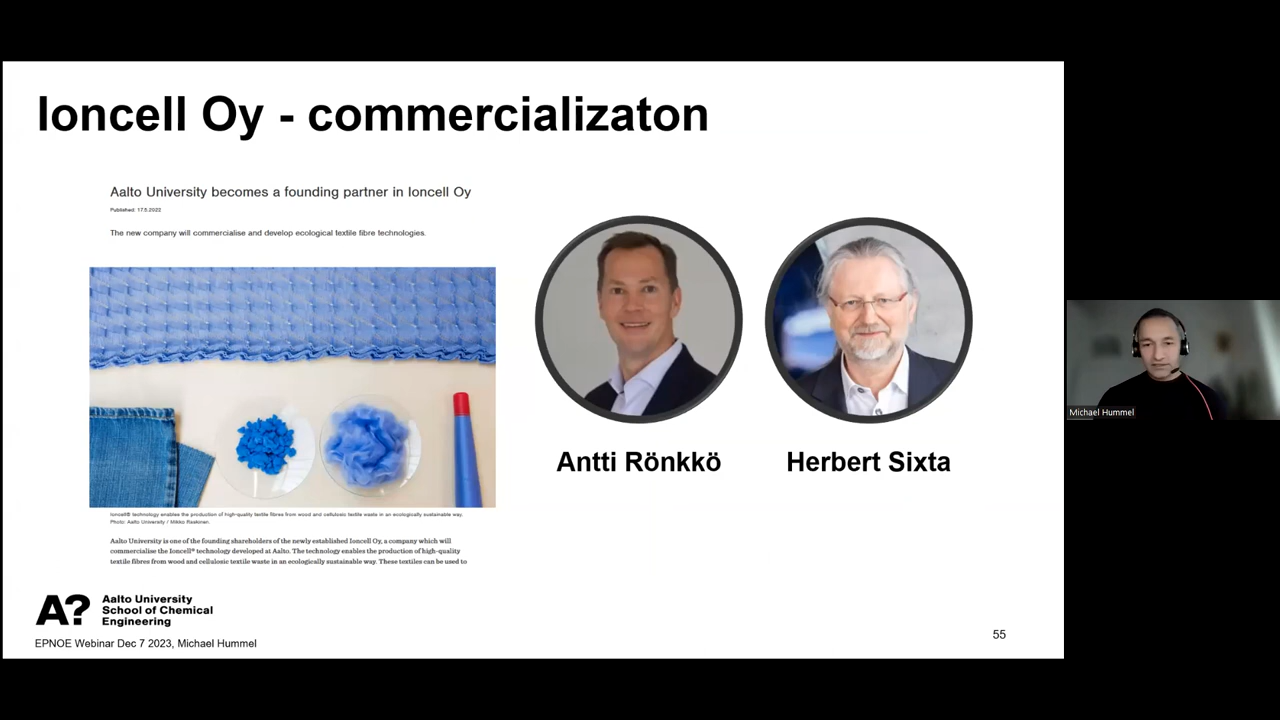 Ioncell Oy - commercializaton
Aalto University becomes a founding partner in Ioncell Oy
Published: 17.5.2022
The new company will commercialise and develop ecological textile fibre technologies.
Ioncell® technology enables the production of high-quality textile fibres from wood and cellulosic textile waste in an ecologically sustainable way.
Photo: Aalto University / Mikko Raskinen.
Aalto University is one of the founding shareholders of the newly established Ioncell Oy, a company which will
commercialise the Ioncell® technology developed at Aalto. The technology enables the production of high-quality
textile fibres from wood and cellulosic textile waste in an ecologically sustainable way. These textiles can be used to
Antti Rönkkö
Herbert Sixta
Michael Hummel
A?
Aalto University
School of Chemical
Engineering
EPNOE Webinar Dec 7 2023, Michael Hummel
55